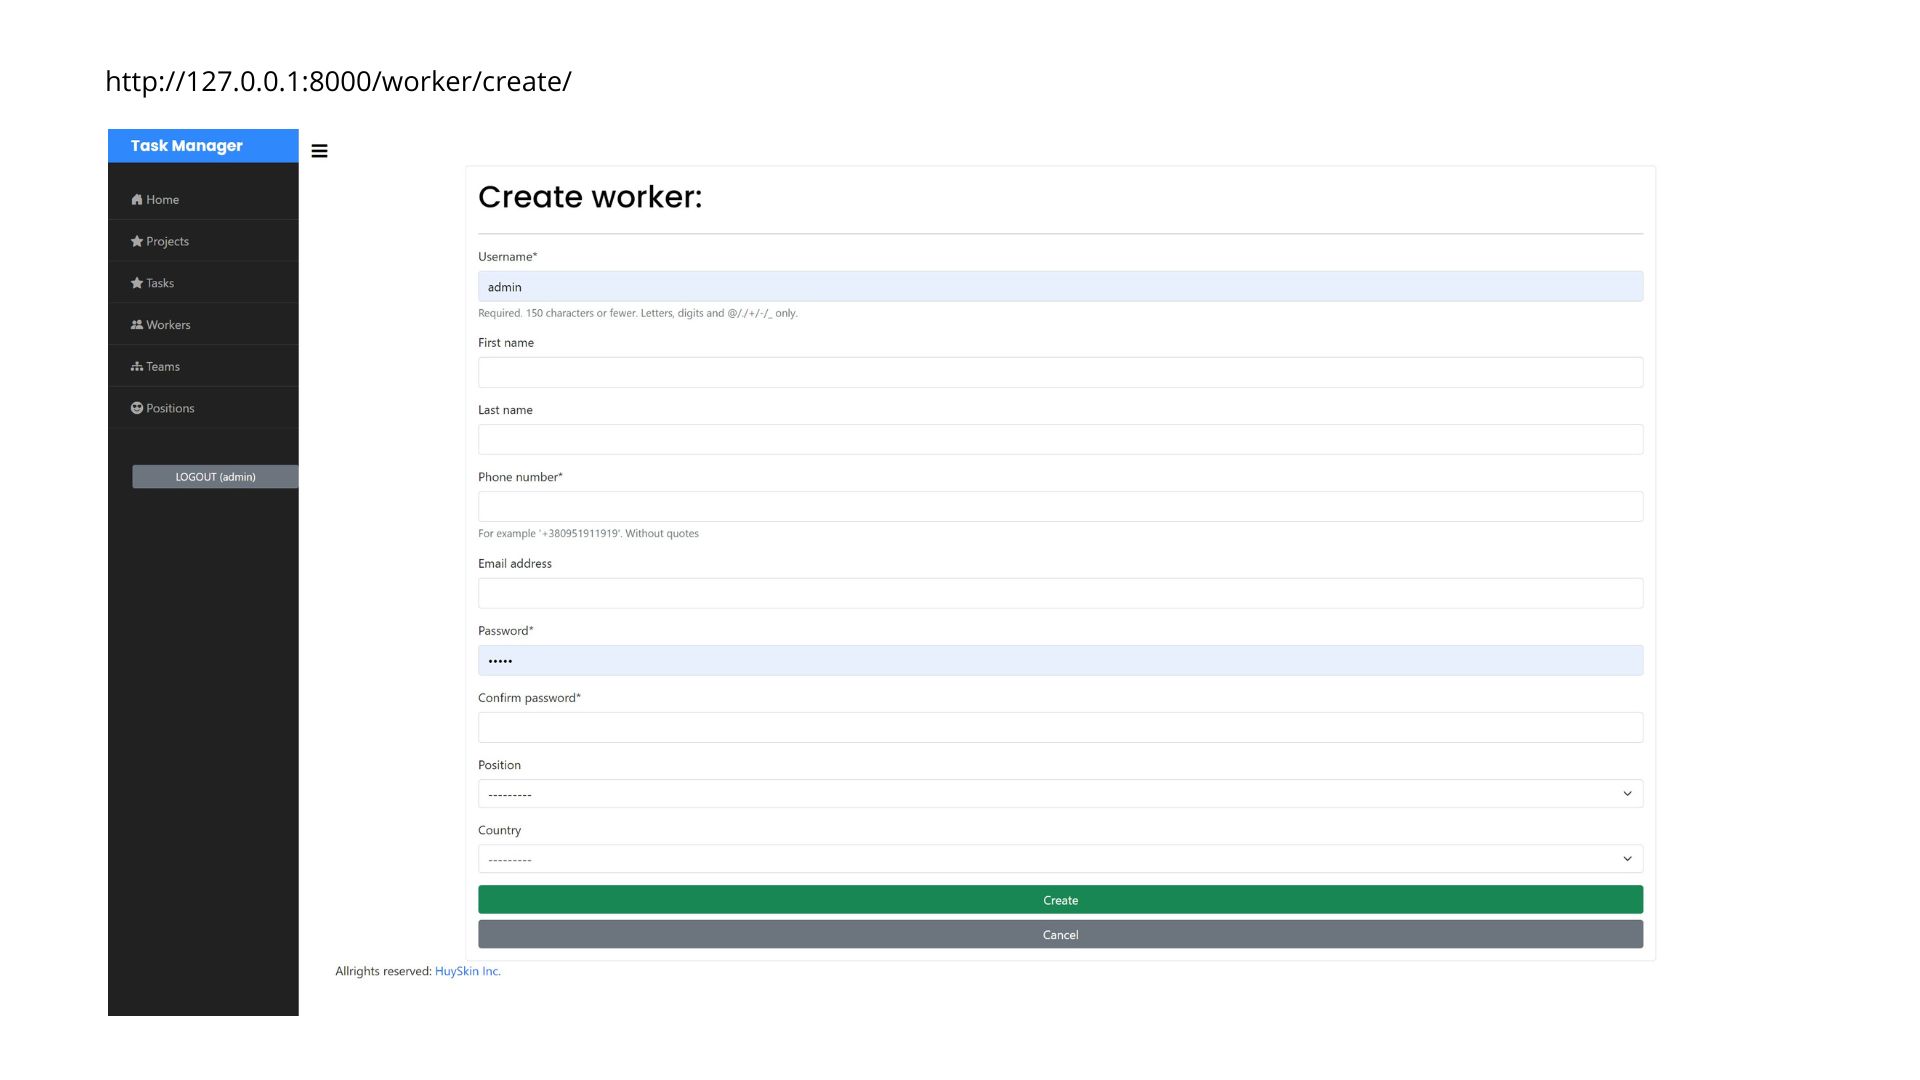 http://127.0.0.1:8000/worker/create/
Task Manager
Home
Projects
Tasks
Workers
Teams
Positions
LOGOUT (admin)
Create worker:
Username*
admin
Required. 150 characters or fewer. Letters, digits and @/./+/-/_ only.
First name
Last name
Phone number*
For example '+380951911919'. Without quotes
Email address
Password*
•••••
Confirm password*
Position
---------
Country
---------
Create
Cancel
Allrights reserved: HuySkin Inc.